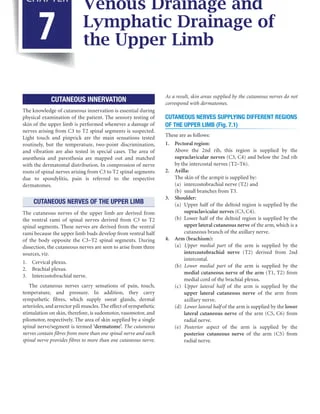 CHAPTER
7
Venous Drainage and
Lymphatic Drainage of
the Upper Limb
CUTANEOUS INNERVATION
The knowledge of cutaneous innervation is essential during
physical examination of the patient. The sensory testing of
skin of the upper limb is performed whenever a damage of
nerves arising from C3 to T2 spinal segments is suspected.
Light touch and pinprick are the main sensations tested
routinely, but the temperature, two-point discrimination,
and vibration are also tested in special cases. The area of
anesthesia and paresthesia are mapped out and matched
with the dermatomal distribution. In compression of nerve
roots of spinal nerves arising from C3 to T2 spinal segments
due to spondylitis, pain is referred to the respective
dermatomes.
CUTANEOUS NERVES OF THE UPPER LIMB
The cutaneous nerves of the upper limb are derived from
the ventral rami of spinal nerves derived from C3 to T2
spinal segments. These nerves are derived from the ventral
rami because the upper limb buds develop from ventral half
of the body opposite the C3–T2 spinal segments. During
dissection, the cutaneous nerves are seen to arise from three
sources, viz.
1. Cervical plexus.
2. Brachial plexus.
3. Intercostobrachial nerve.
The cutaneous nerves carry sensations of pain, touch,
temperature, and pressure. In addition, they carry
sympathetic fibres, which supply sweat glands, dermal
arterioles, and arrector pili muscles. The effect of sympathetic
stimulation on skin, therefore, is sudomotor, vasomotor, and
pilomotor, respectively. The area of skin supplied by a single
spinal nerve/segment is termed 'dermatome'. The cutaneous
nerves contain fibres from more than one spinal nerve and each
spinal nerve provides fibres to more than one cutaneous nerve.
As a result, skin areas supplied by the cutaneous nerves do not
correspond with dermatomes.
CUTANEOUS NERVES SUPPLYING DIFFERENT REGIONS
OF THE UPPER LIMB (Fig. 7.1)
These are as follows:
1. Pectoral region:
Above the 2nd rib, this region is supplied by the
supraclavicular nerves (C3, C4) and below the 2nd rib
by the intercostal nerves (T2–T6).
2. Axilla:
The skin of the armpit is supplied by:
(a) intercostobrachial nerve (T2) and
(b) small branches from T3.
3. Shoulder:
(a) Upper half of the deltoid region is supplied by the
supraclavicular nerves (C3, C4).
(b) Lower half of the deltoid region is supplied by the
upper lateral cutaneous nerve of the arm, which is a
cutaneous branch of the axillary nerve.
4. Arm (brachium):
(a) Upper medial part of the arm is supplied by the
intercostobrachial nerve (T2) derived from 2nd
intercostal.
(b) Lower medial part of the arm is supplied by the
medial cutaneous nerve of the arm (T1, T2) from
medial cord of the brachial plexus.
(c) Upper lateral half of the arm is supplied by the
upper lateral cutaneous nerve of the arm from
axillary nerve.
(d) Lower lateral half of the arm is supplied by the lower
lateral cutaneous nerve of the arm (C5, C6) from
radial nerve.
(e) Posterior aspect of the arm is supplied by the
posterior cutaneous nerve of the arm (C5) from
radial nerve.